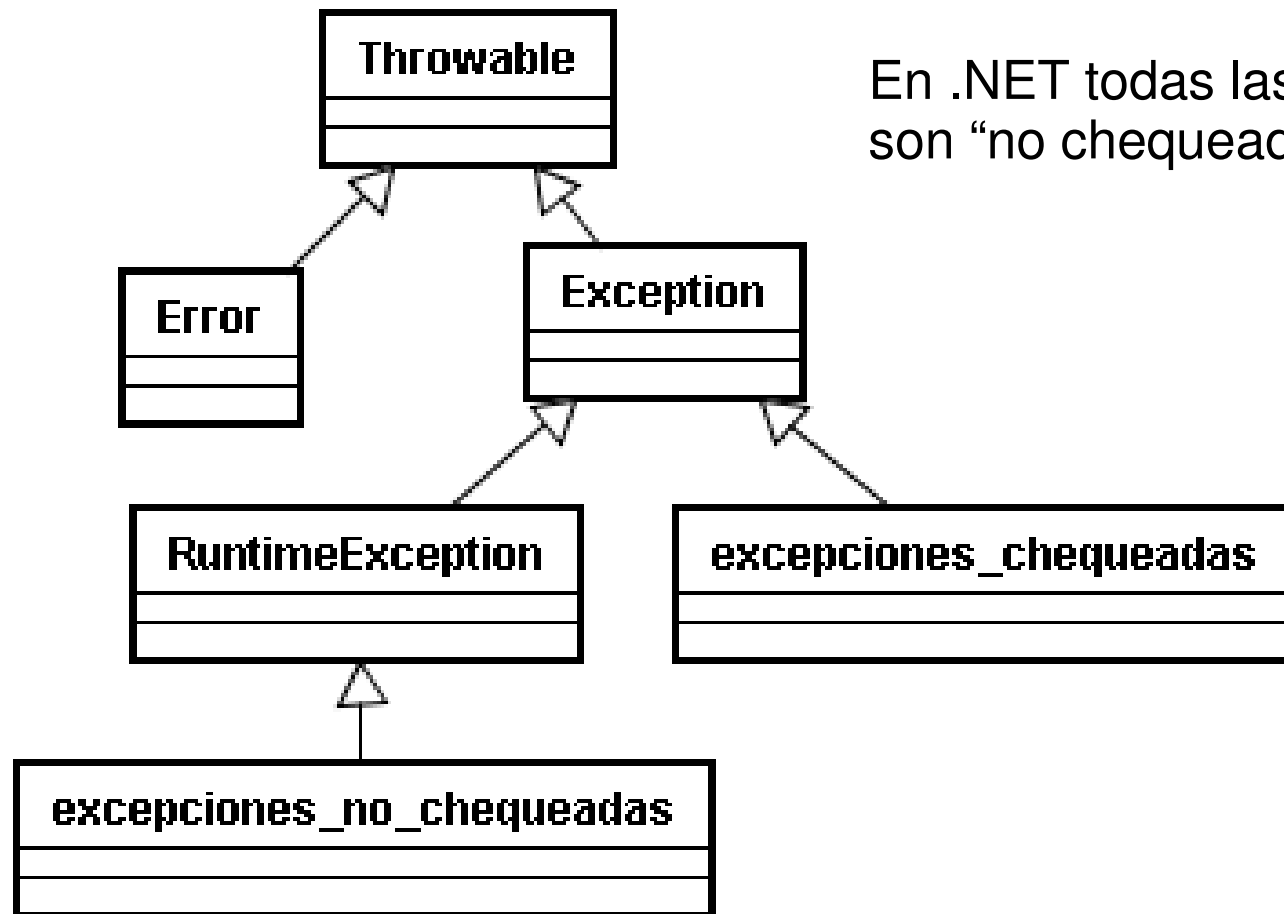 Throwable
En .NET todas las
son “no
Error
Exception
RuntimeException
excepciones_chequeadas
excepciones_no_chequeadas